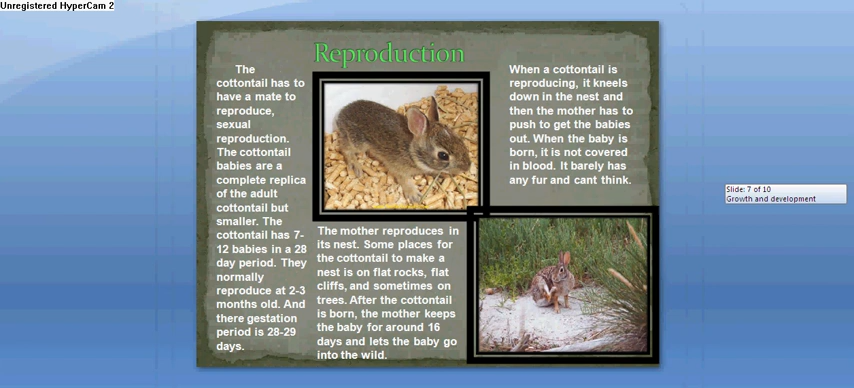 Unregistered HyperCam 2
Reproduction
The
cottontail has to
have a mate to
reproduce,
sexual
reproduction.
The cottontail
babies are a
complete replica
of the adult
cottontail but
smaller. The
cottontail has 7-
12 babies in a 28
day period. They
normally
reproduce at 2-3
months old. And
there gestation
period is 28-29
days.
The mother reproduces in
its nest. Some places for
the cottontail to make a
nest is on flat rocks, flat
cliffs, and sometimes on
trees. After the cottontail
is born, the mother keeps
the baby for around 16
days and lets the baby go
into the wild.
When a cottontail is
reproducing, it kneels
down in the nest and
then the mother has to
push to get the babies
out. When the baby is
born, it is not covered
in blood. It barely has
any fur and cant think.
Slide: 7 of 10
Growth and development